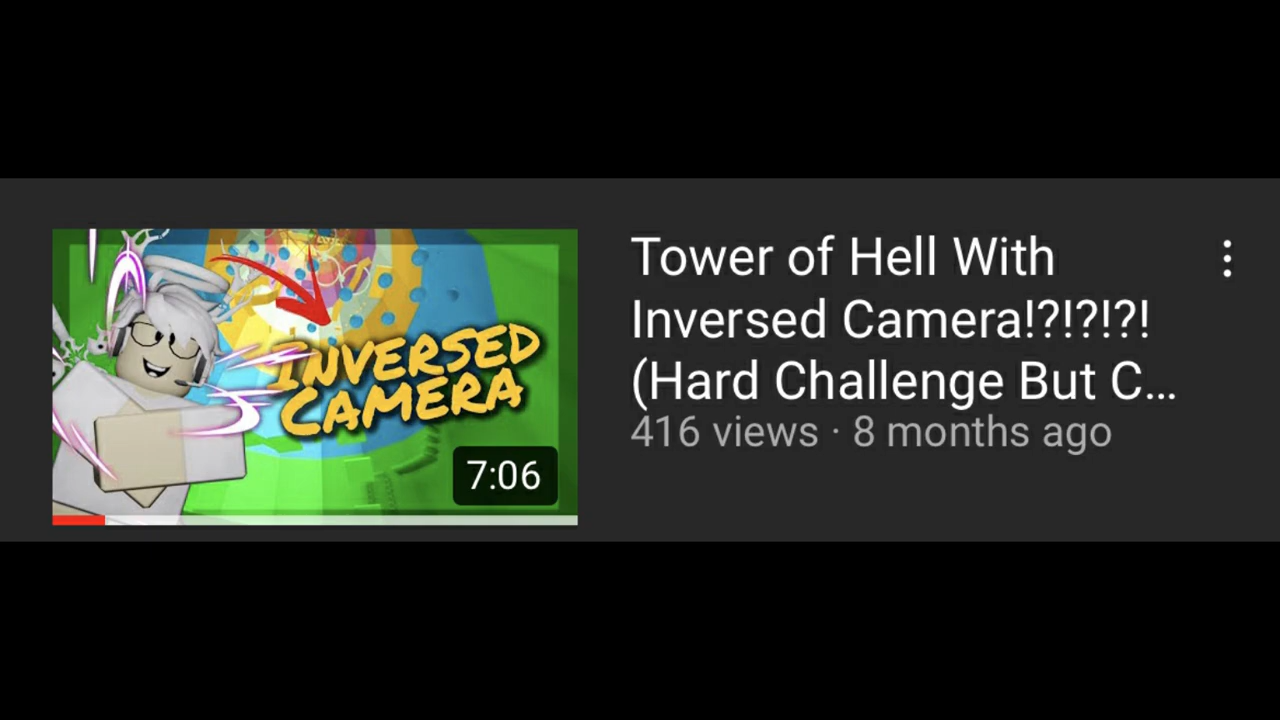 INVERSED
CAMERA
7:06
Tower of Hell With
Inversed Camera!?!?!?!
(Hard Challenge But C...
416 views · 8 months ago